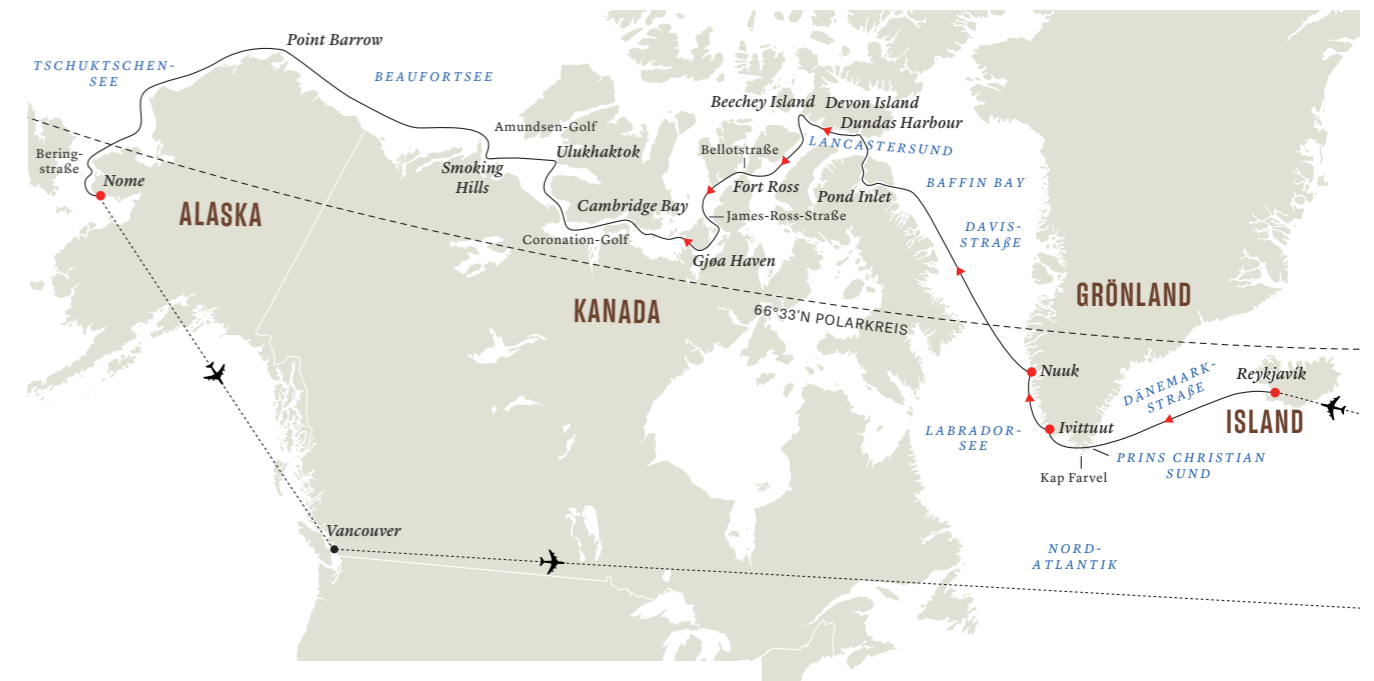 Point Barrow
TSCHUKTSCHEN-
SEE
BEAUFORTSEE
Beechey Island
Devon Island
Dundas Harbour
Amundsen-Golf
LANCASTERSUND
Bering-
straße
Bellotstraße
Ulukhaktok
Smoking
Hills
Nome
Fort Ross
Pond Inlet
BAFFIN BAY
ALASKA
Cambridge Bay
James-Ross-Straße
DAVIS-
STRAßE
Coronation-Golf
Gjøa Haven
GRÖNLAND
KANADA
66°33'N POLARKREIS
Nuuk
DÄNEMARK-
STRAßE
Reykjavík
ISLAND
Ivittuut
LABRADOR-
SEE
PRINS CHRISTIAN
SUND
Kap Farvel
Vancouver
NORD-
ATLANTIK